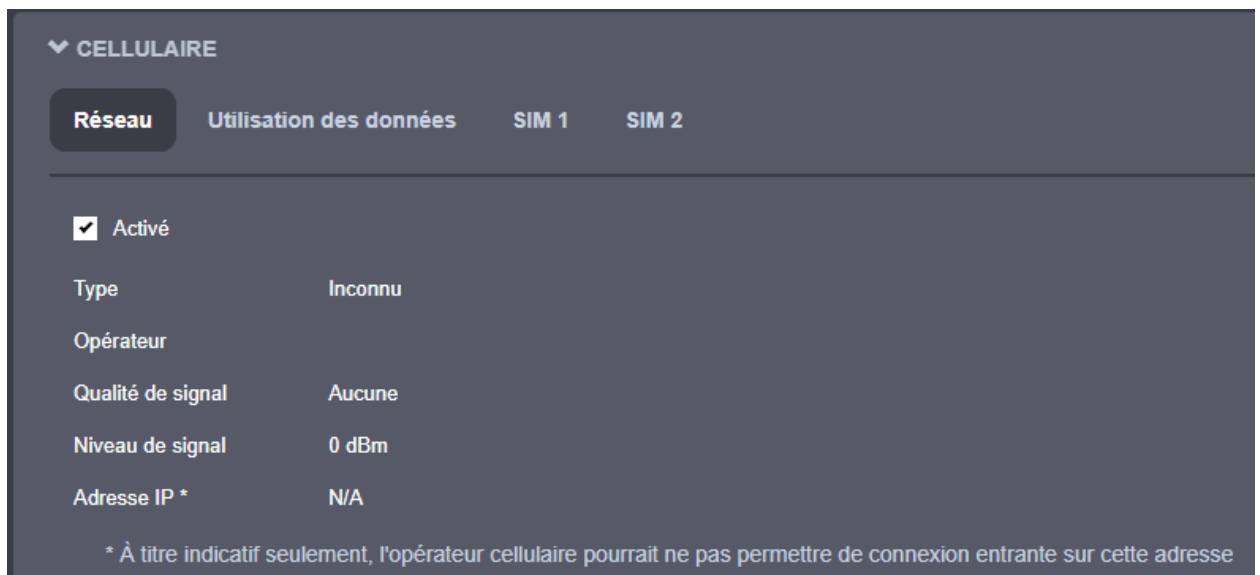 CELLULAIRE
Réseau Utilisation des données SIM 1 SIM 2
Activé
Type Inconnu
Opérateur
Qualité de signal Aucune
Niveau de signal 0 dBm
Adresse IP * N/A
* À titre indicatif seulement, l'opérateur cellulaire pourrait ne pas permettre de connexion entrante sur cette adresse